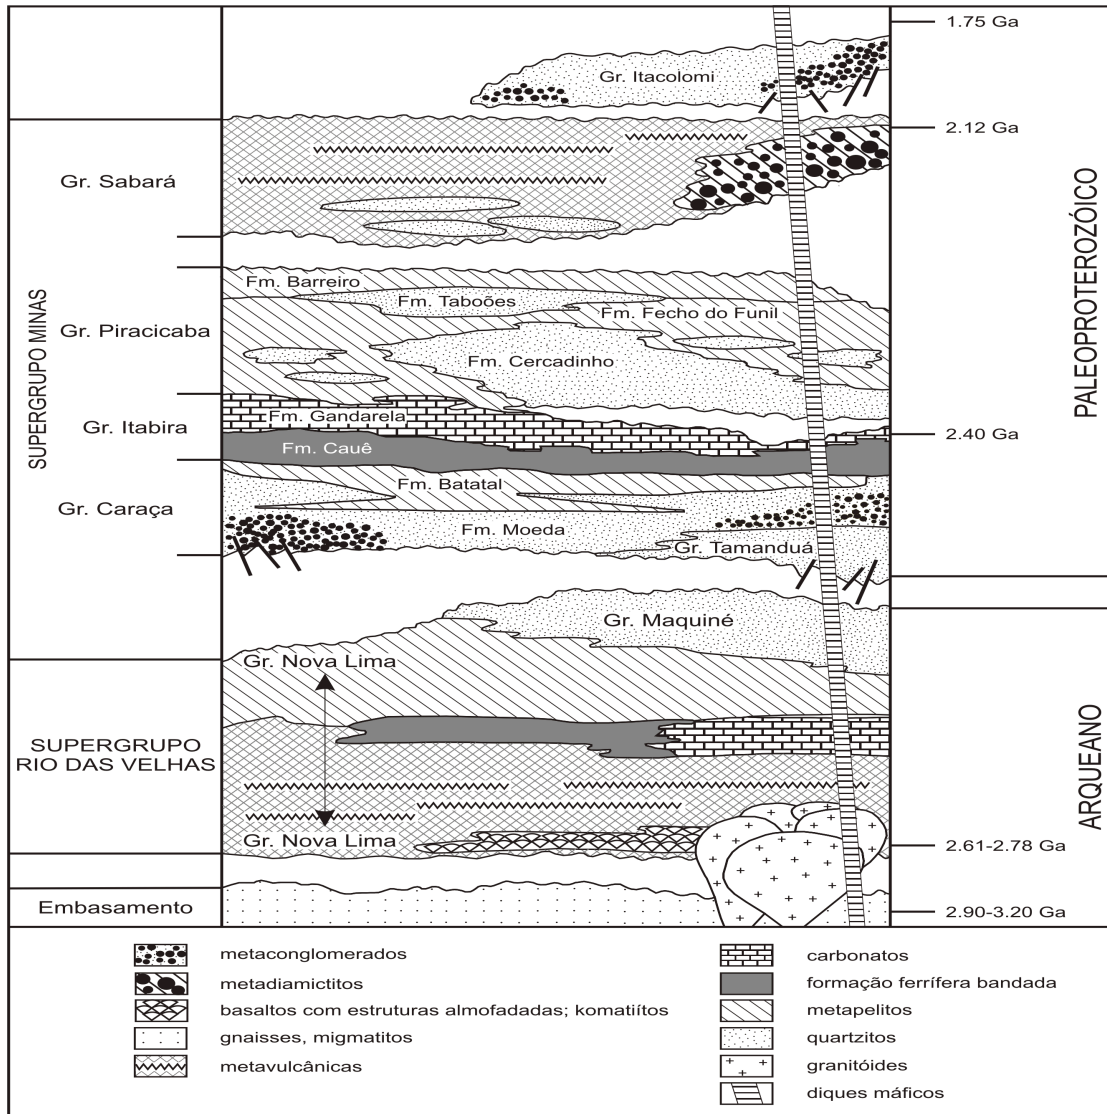 1.75 Ga
Gr. Itacolomi
2.12 Ga
Gr. Sabará
PALEOPROTEROZÓICO
SUPERGRUPO MINAS
Fm. Barreiro
Fm. Taboões
Fm. Fecho do Funil
Gr. Piracicaba
Fm. Cercadinho
Fm. Gandarela
Gr. Itabira
2.40 Ga
Fm. Cauê
Fm. Batatal
Gr. Caraça
Fm. Moeda
Gr. Tamanduá
Gr. Maquiné
Gr. Nova Lima
ARQUEANO
SUPERGRUPO
RIO DAS VELHAS
Gr. Nova Lima
2.61-2.78 Ga
Embasamento
2.90-3.20 Ga
metaconglomerados
metadiamictitos
basaltos com estruturas almofadadas; komatiítos
gnaisses, migmatitos
metavulcânicas
carbonatos
formação ferrífera bandada
metapelitos
quartzitos
granitóides
diques máficos